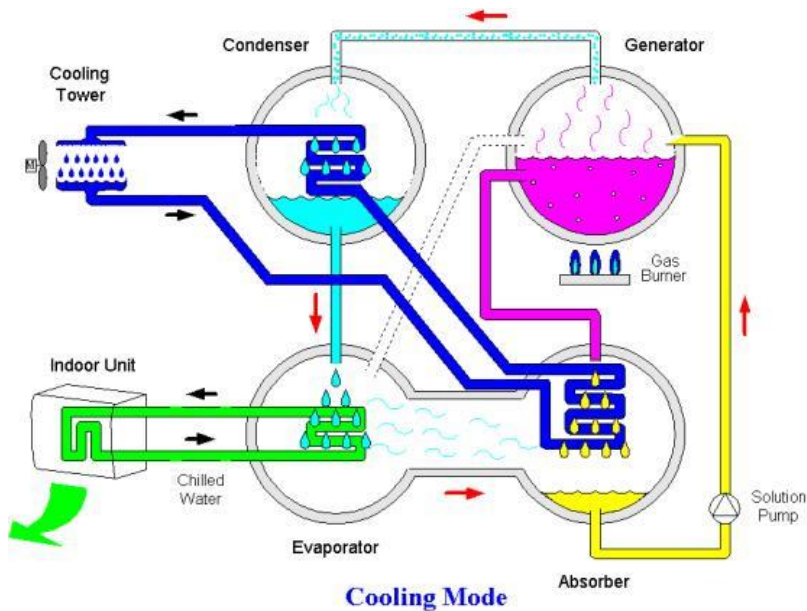 Condenser
Generator
Cooling
Tower
M
Gas
Burner
Indoor Unit
Chilled
Water
Solution
Pump
Evaporator
Absorber
Cooling Mode